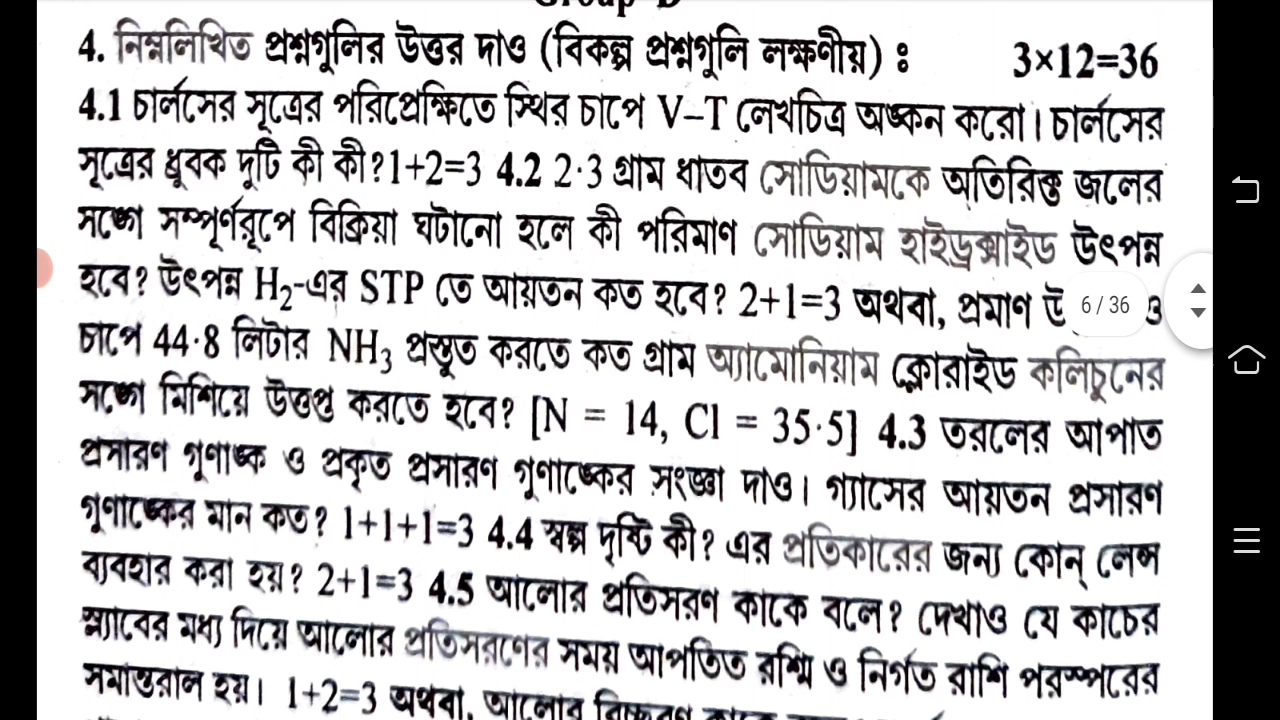 4. নিম্নলিখিত প্রশ্নগুলির উত্তর দাও (বিকল্প প্রশ্নগুলি লক্ষণীয়) ঃ 3×12=36
4.1 চার্লসের সূত্রের পরিপ্রেক্ষিতে স্থির চাপে V–T লেখচিত্র অঙ্কন করো। চার্লসের
সূত্রের ধ্রুবক দুটি কী কী? 1+2=3 4.2 2·3 গ্রাম ধাতব সোডিয়ামকে অতিরিক্ত জলের
সঙ্গে সম্পূর্ণরূপে বিক্রিয়া ঘটানো হলে কী পরিমাণ সোডিয়াম হাইড্রক্সাইড উৎপন্ন
হবে? উৎপন্ন H₂-এর STP তে আয়তন কত হবে? 2+1=3 অথবা, প্রমাণ ও
6 / 36
চাপে 44·8 লিটার NH₃ প্রস্তুত করতে কত গ্রাম অ্যামোনিয়াম ক্লোরাইড কলিচুনের
সঙ্গে মিশিয়ে উত্তপ্ত করতে হবে? [N = 14, Cl = 35·5] 4.3 তরলের আপাত
প্রসারণ গুণাঙ্ক ও প্রকৃত প্রসারণ গুণাঙ্কের সংজ্ঞা দাও। গ্যাসের আয়তন প্রসারণ
গুণাঙ্কের মান কত? 1+1+1=3 4.4 স্বল্প দৃষ্টি কী? এর প্রতিকারের জন্য কোন্ লেন্স
ব্যবহার করা হয়? 2+1=3 4.5 আলোর প্রতিসরণ কাকে বলে? দেখাও যে কাচের
স্ল্যাবের মধ্য দিয়ে আলোর প্রতিসরণের সময় আপতিত রশ্মি ও নির্গত রাশি পরস্পরের
সমান্তরাল হয়। 1+2=3 অথবা, আলোর বিচ্ছুরণ কাকে